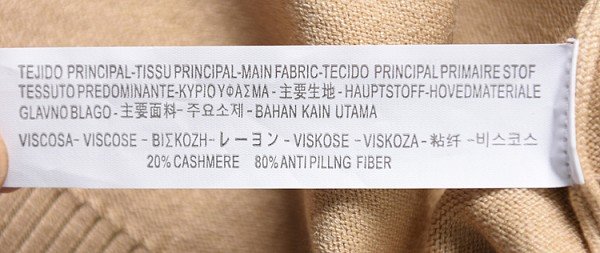 TEJIDO PRINCIPAL-TISSU PRINCIPAL-MAIN FABRIC-TECIDO PRINCIPAL PRIMAIRE STOF
TESSUTO PREDOMINANTE-ΚΥΡΙΟ ΥΦΑΣΜΑ - 主要生地 - HAUPTSTOFF-HOVEDMATERIALE
GLAVNO BLAGO - 主要面料 - 주요소제 - BAHAN KAIN UTAMA
VISCOSA- VISCOSE - ΒΙΣΚΟΖΗ- レーヨン - VISKOSE - VISKOZA- 粘纤 -비스코스
20% CASHMERE 80% ANTI PILLNG FIBER